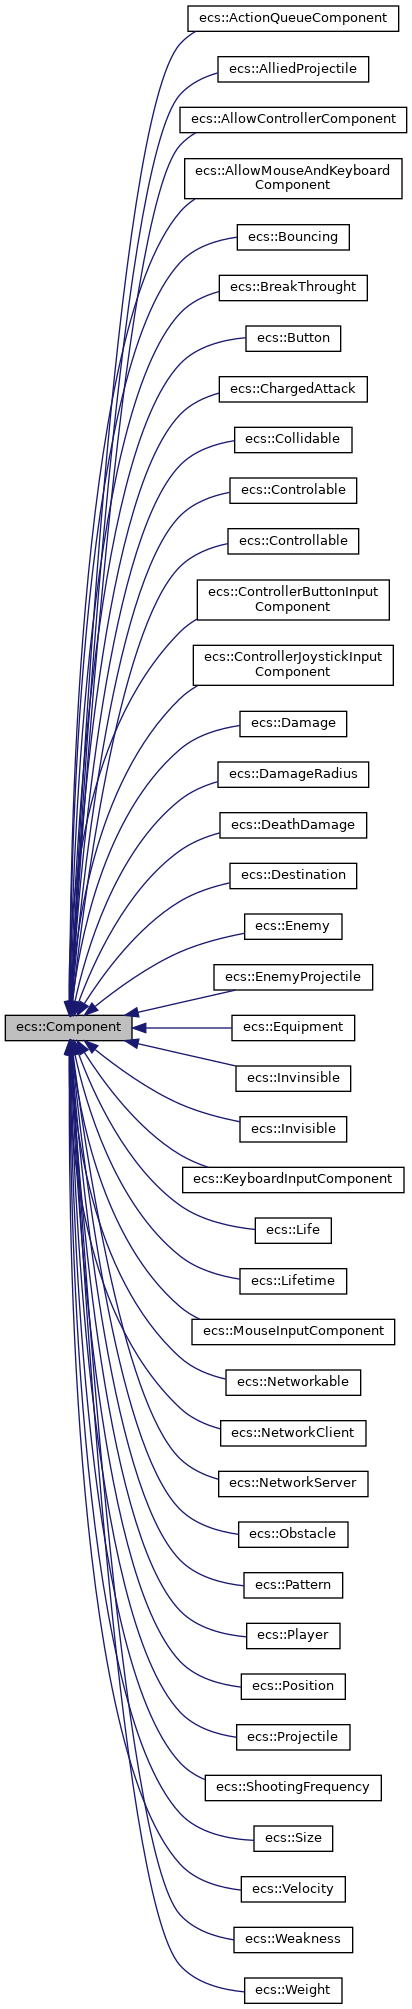 ecs::ActionQueueComponent
ecs::AlliedProjectile
ecs::AllowControllerComponent
ecs::AllowMouseAndKeyboard
Component
ecs::Bouncing
ecs::BreakThrought
ecs::Button
ecs::ChargedAttack
ecs::Collidable
ecs::Controlable
ecs::Controllable
ecs::ControllerButtonInput
Component
ecs::ControllerJoystickInput
Component
ecs::Damage
ecs::DamageRadius
ecs::DeathDamage
ecs::Destination
ecs::Enemy
ecs::EnemyProjectile
ecs::Component
ecs::Equipment
ecs::Invinsible
ecs::Invisible
ecs::KeyboardInputComponent
ecs::Life
ecs::Lifetime
ecs::MouseInputComponent
ecs::Networkable
ecs::NetworkClient
ecs::NetworkServer
ecs::Obstacle
ecs::Pattern
ecs::Player
ecs::Position
ecs::Projectile
ecs::ShootingFrequency
ecs::Size
ecs::Velocity
ecs::Weakness
ecs::Weight